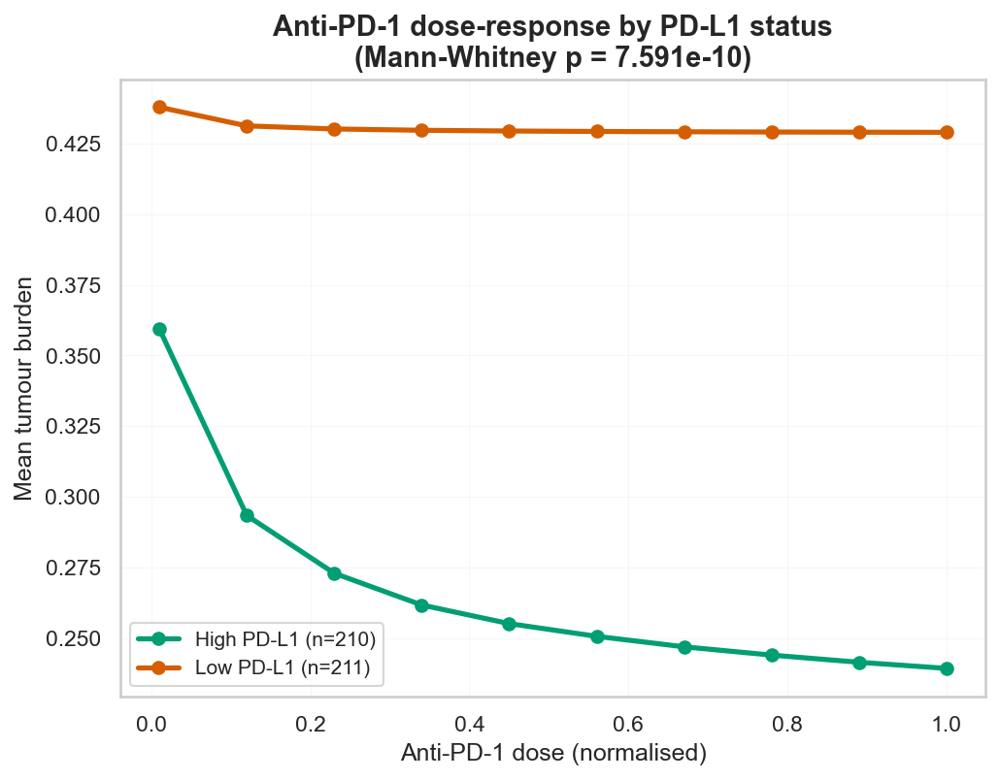 Anti-PD-1 dose-response by PD-L1 status
(Mann-Whitney p = 7.591e-10)
Mean tumour burden
0.425
0.400
0.375
0.350
0.325
0.300
0.275
0.250
High PD-L1 (n=210)
Low PD-L1 (n=211)
0.0 0.2 0.4 0.6 0.8 1.0
Anti-PD-1 dose (normalised)